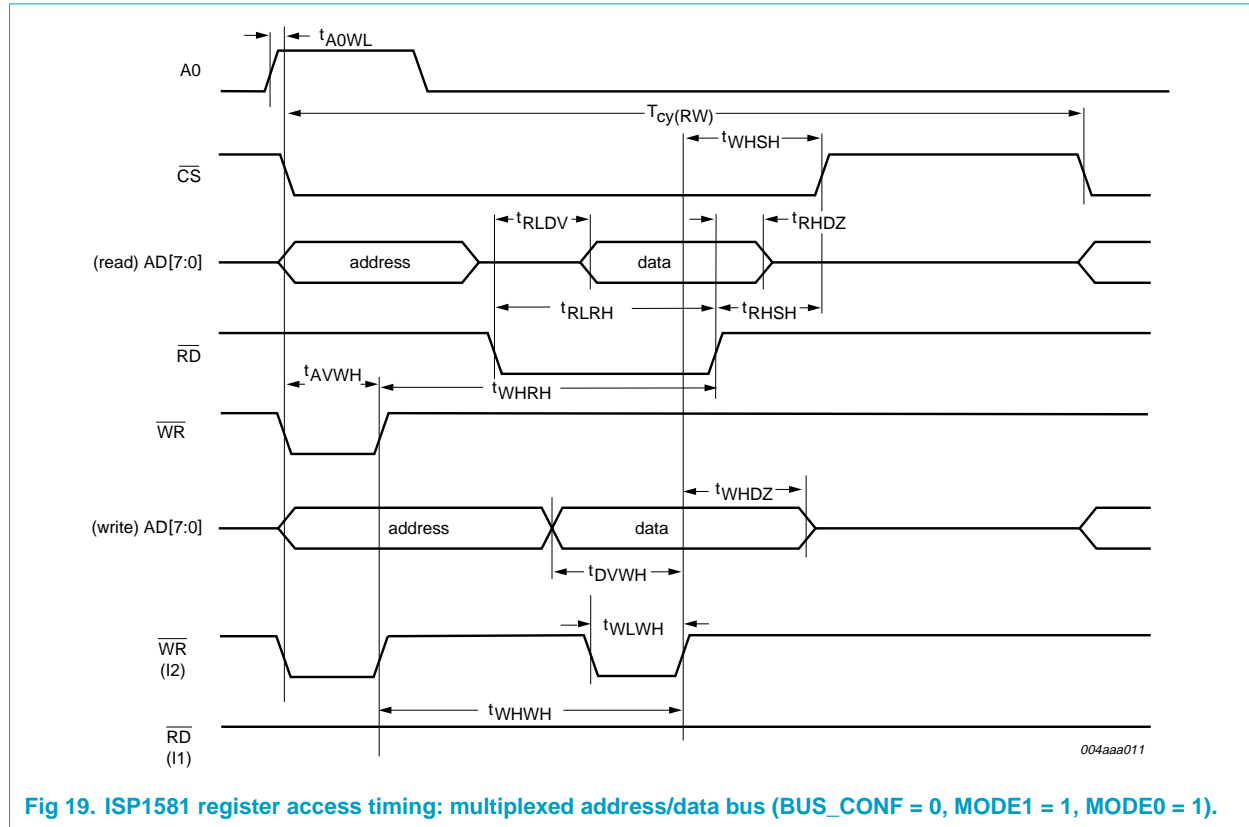 tA0WL
A0
Tcy(RW)
tWHSH
CS
tRLDV
tRHDZ
(read) AD[7:0]
address
data
tRLRH
tRHSH
RD
tAVWH
tWHRH
WR
tWHDZ
(write) AD[7:0]
address
data
tDVWH
tWLWH
WR
(I2)
tWHWH
RD
(I1)
004aaa011
Fig 19. ISP1581 register access timing: multiplexed address/data bus (BUS_CONF = 0, MODE1 = 1, MODE0 = 1).